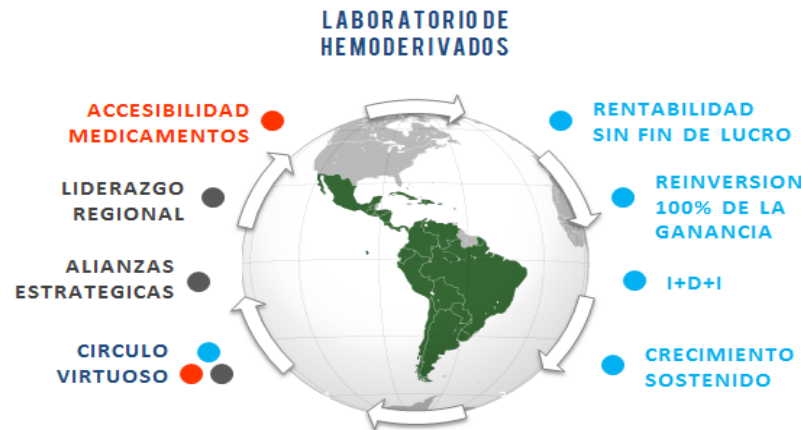 LABORATORIO DE
HEMODERIVADOS
ACCESIBILIDAD
MEDICAMENTOS
LIDERAZGO
REGIONAL
ALIANZAS
ESTRATEGICAS
CIRCULO
VIRTUOSO
RENTABILIDAD
SIN FIN DE LUCRO
REINVERSION
100% DE LA
GANANCIA
I+D+I
CRECIMIENTO
SOSTENIDO